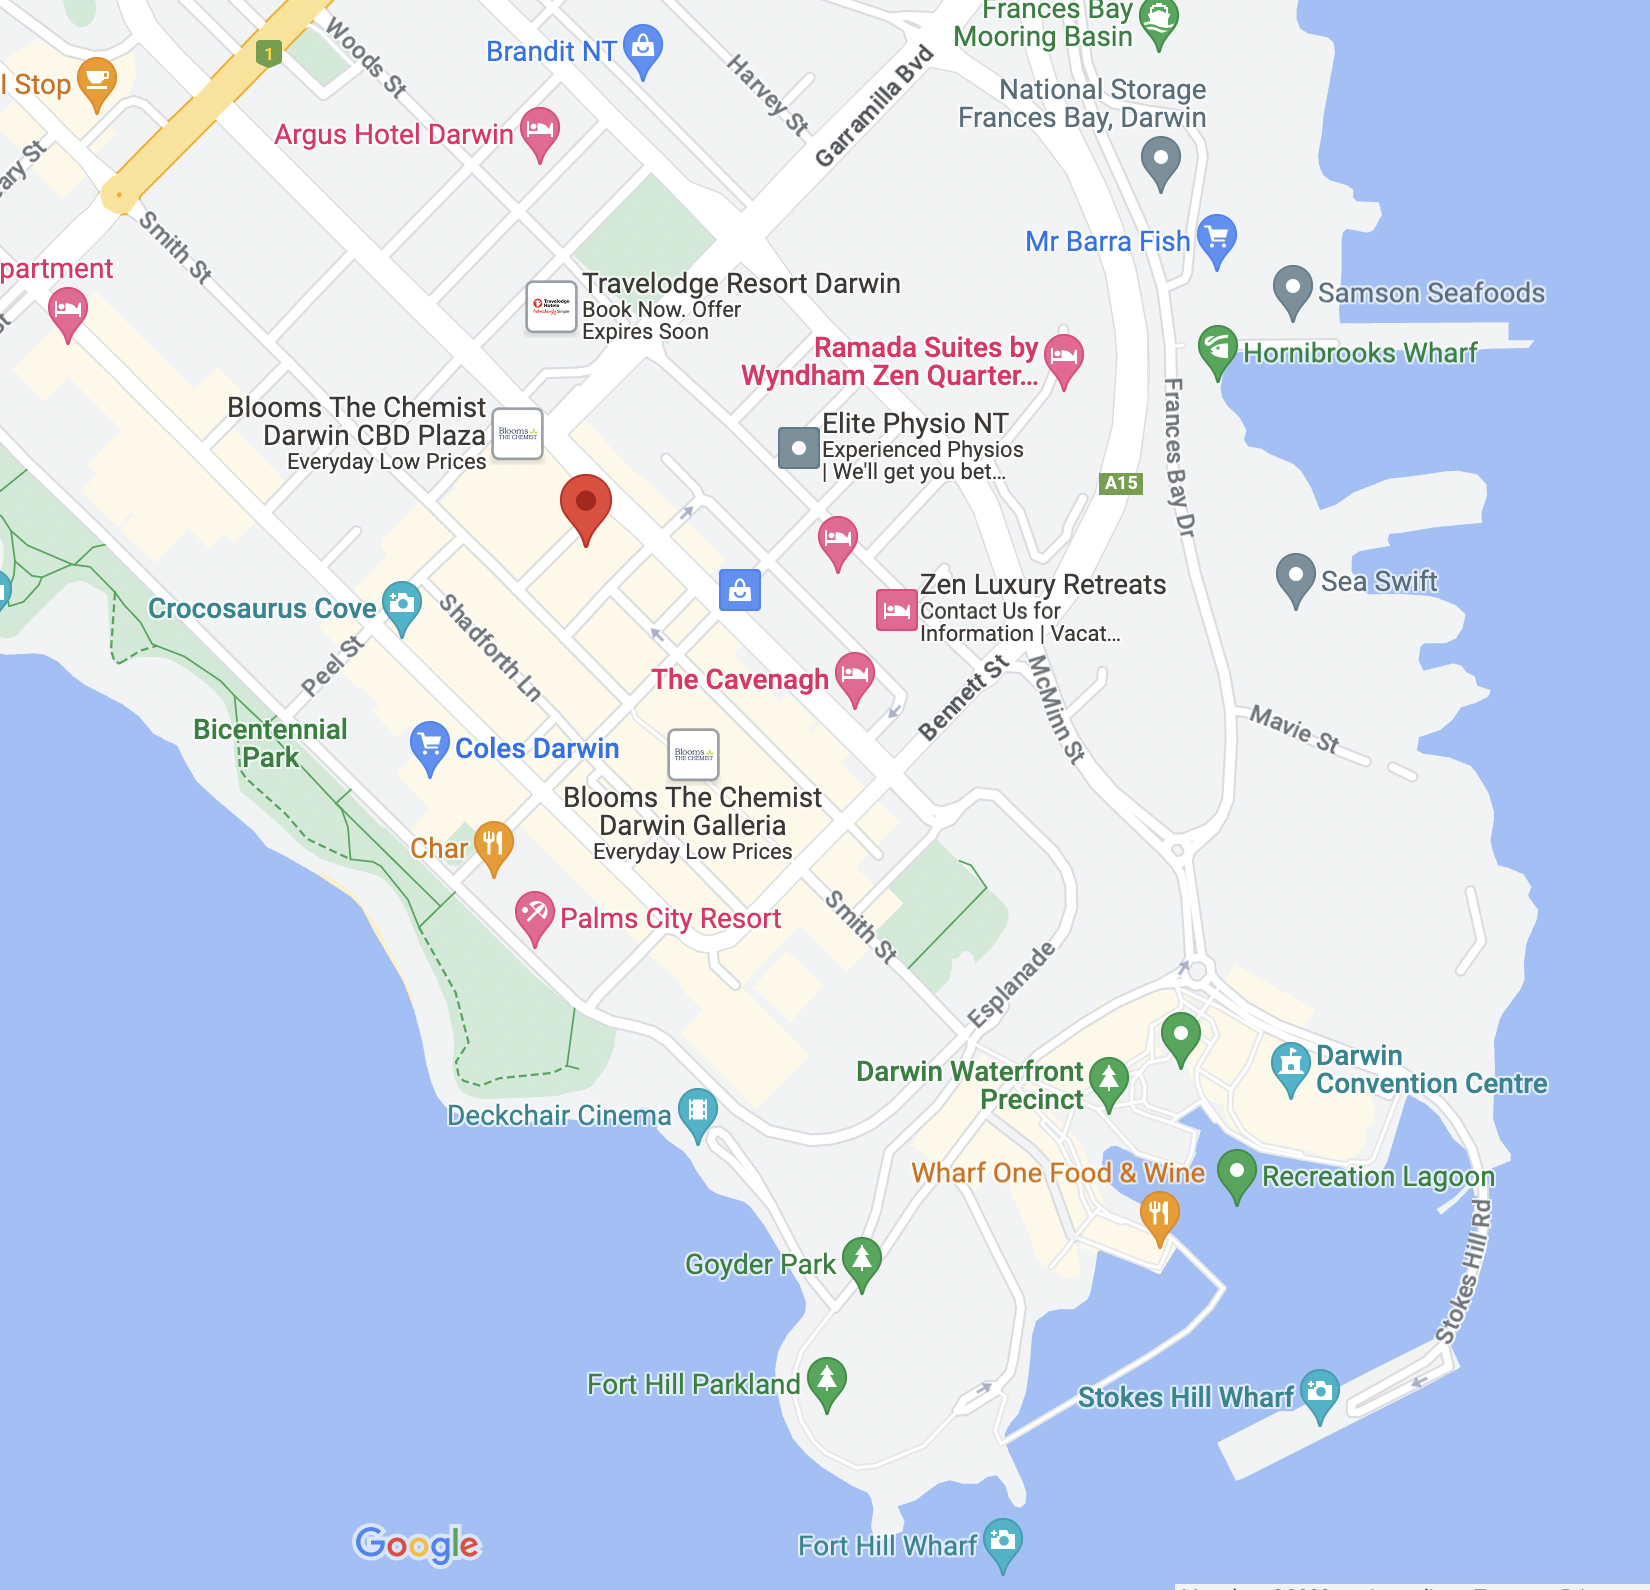 Frances Bay
Mooring Basin
1
Woods St
Brandit NT
Harvey St
Garramilla Bvd
l Stop
National Storage
Frances Bay, Darwin
Argus Hotel Darwin
ary St
Smith St
Mr Barra Fish
partment
Travelodge Resort Darwin
Book Now. Offer
Expires Soon
Samson Seafoods
St
Ramada Suites by
Wyndham Zen Quarter...
Hornibrooks Wharf
Blooms The Chemist
Darwin CBD Plaza
Everyday Low Prices
Blooms
THE CHEMIST
Elite Physio NT
Experienced Physios
| We'll get you bet...
Frances Bay Dr
A15
Crocosaurus Cove
Shadforth Ln
Peel St
Zen Luxury Retreats
Contact Us for
Information | Vacat...
Sea Swift
The Cavenagh
Bennett St
McMinn St
Mavie St
Bicentennial
Park
Coles Darwin
Blooms
THE CHEMIST
Blooms The Chemist
Darwin Galleria
Everyday Low Prices
Char
Palms City Resort
Smith St
Esplanade
Darwin Waterfront
Precinct
Darwin
Convention Centre
Deckchair Cinema
Wharf One Food & Wine
Recreation Lagoon
Stokes Hill Rd
Goyder Park
Fort Hill Parkland
Stokes Hill Wharf
Google
Fort Hill Wharf